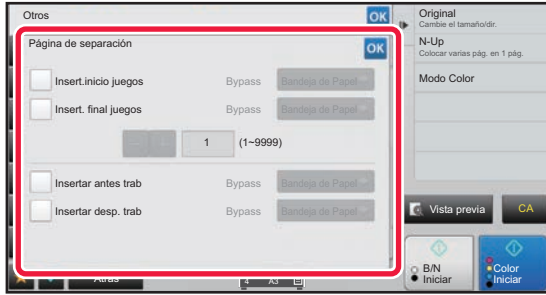 Otros
OK
Página de separación
OK
Insert.inicio juegos
Bypass
Bandeja de Papel
Insert. final juegos
Bypass
Bandeja de Papel
1
(1~9999)
Insertar antes trab
Bypass
Bandeja de Papel
Insertar desp. trab
Bypass
Bandeja de Papel
Atrás
4
A3
Original
Cambie el tamaño/dir.
N-Up
Colocar varias pág. en 1 pág.
Modo Color
Vista previa
CA
B/N
Iniciar
Color
Iniciar